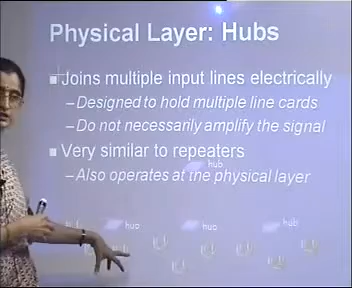 Physical Layer: Hubs
Joins multiple input lines electrically
–Designed to hold multiple line cards
–Do not necessarily amplify the signal
Very similar to repeaters
hub
–Also operates at the physical layer
hub
hub
hub